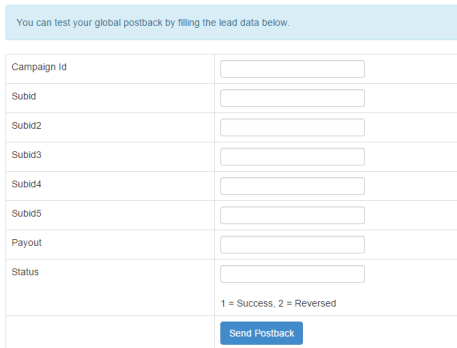 You can test your global postback by filling the lead data below.
Campaign Id
Subid
Subid2
Subid3
Subid4
Subid5
Payout
Status
1 = Success, 2 = Reversed
Send Postback